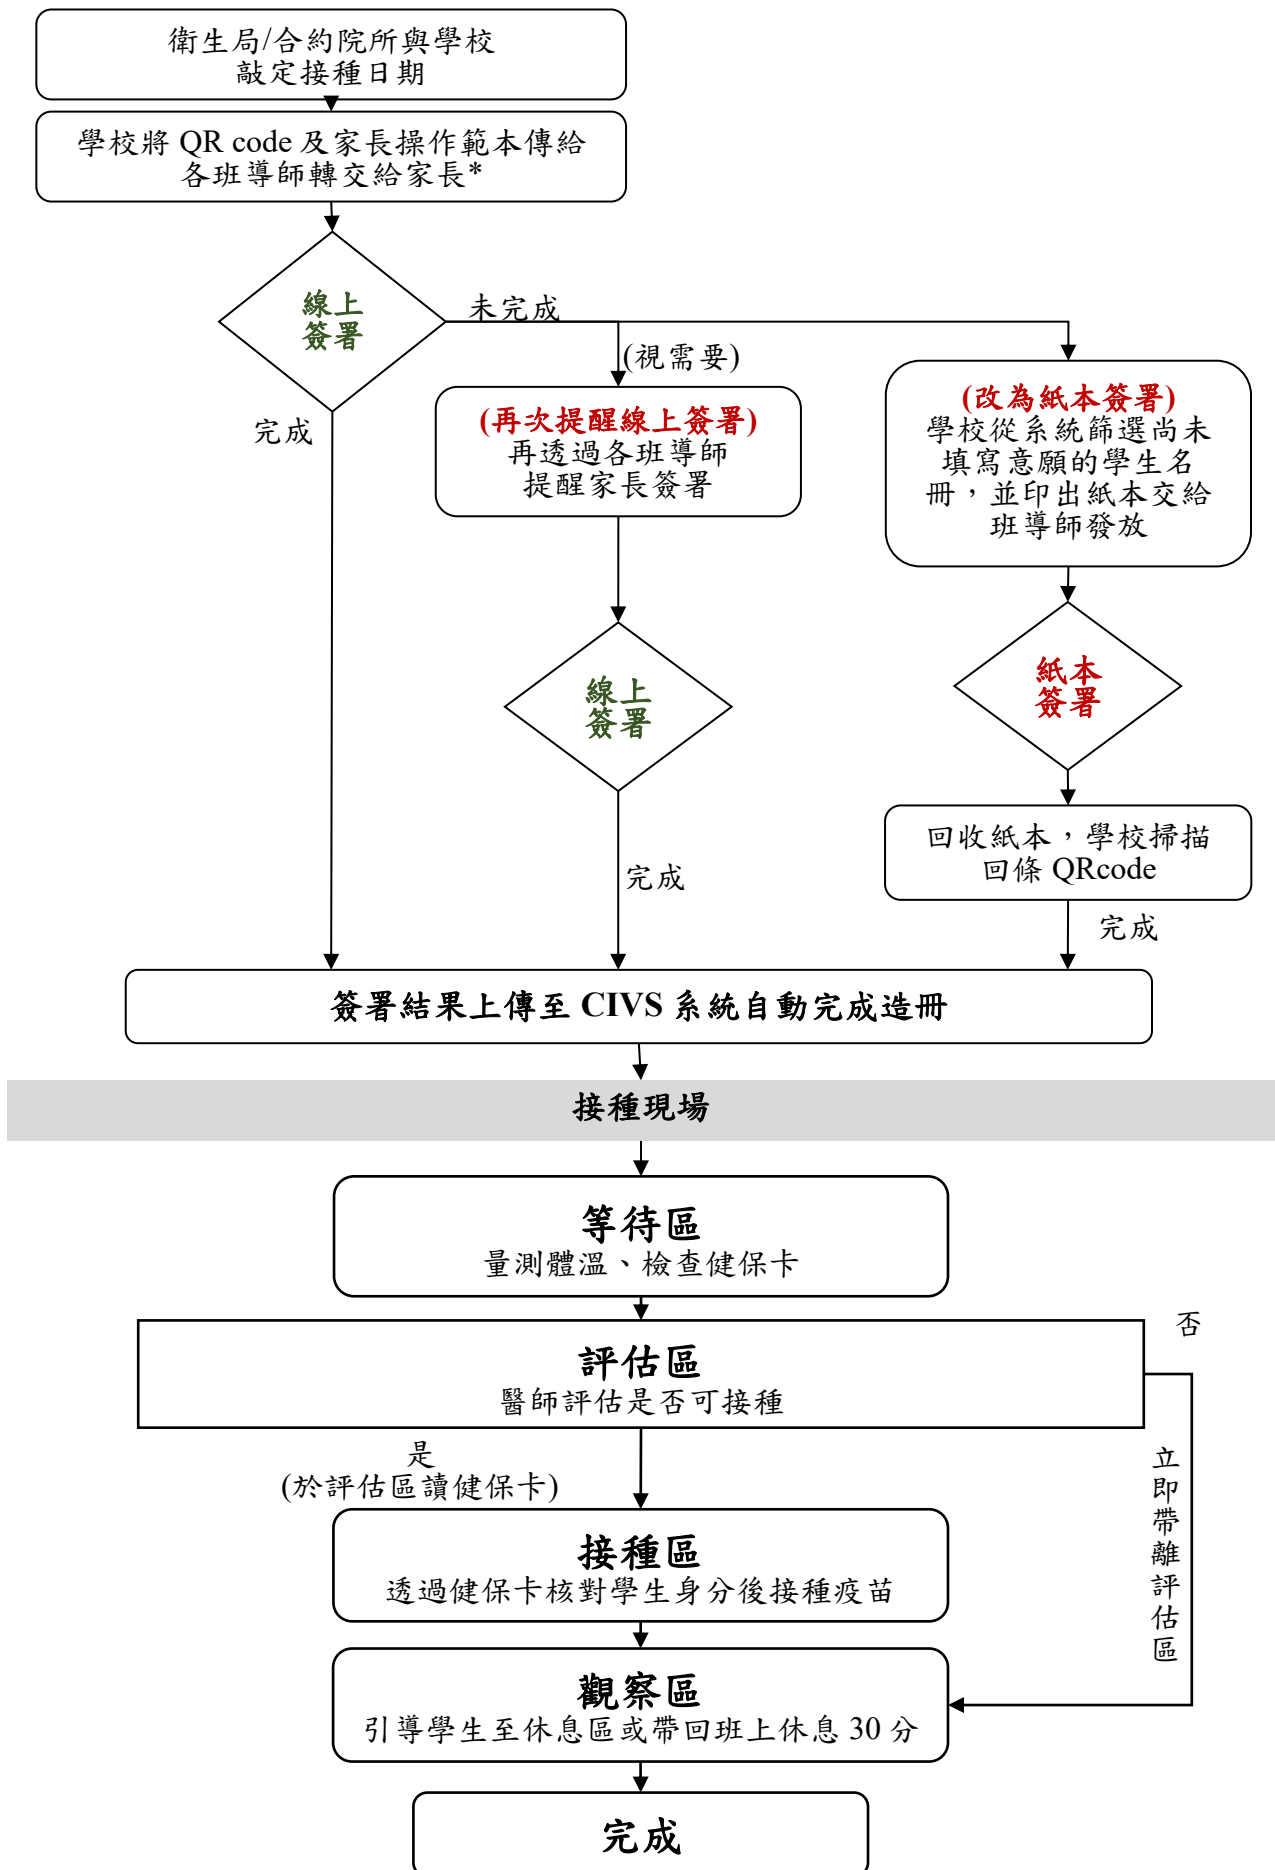 衛生局/合約院所與學校
敲定接種日期
學校將 QR code 及家長操作範本傳給
各班導師轉交給家長*
線上
簽署
未完成
(視需要)
完成
(再次提醒線上簽署)
再透過各班導師
提醒家長簽署
(改為紙本簽署)
學校從系統篩選尚未
填寫意願的學生名
冊，並印出紙本交給
班導師發放
線上
簽署
紙本
簽署
回收紙本，學校掃描
回條 QRcode
完成
完成
簽署結果上傳至 CIVS 系統自動完成造冊
接種現場
等待區
量測體溫、檢查健保卡
否
評估區
醫師評估是否可接種
是
(於評估區讀健保卡)
立即帶離評估區
接種區
透過健保卡核對學生身分後接種疫苗
觀察區
引導學生至休息區或帶回班上休息 30 分
完成